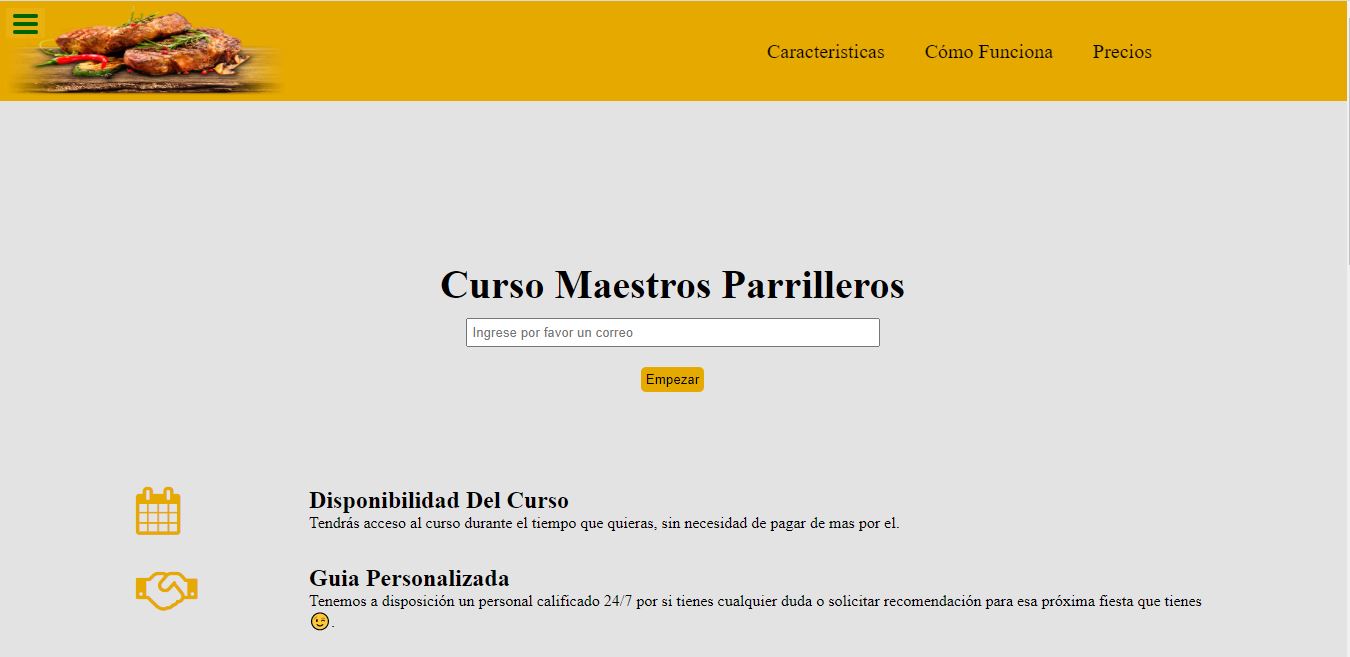 Caracteristicas Cómo Funciona Precios
Curso Maestros Parrilleros
Ingrese por favor un correo
Empezar
Disponibilidad Del Curso
Tendrás acceso al curso durante el tiempo que quieras, sin necesidad de pagar de mas por el.
Guia Personalizada
Tenemos a disposición un personal calificado 24/7 por si tienes cualquier duda o solicitar recomendación para esa próxima fiesta que tienes
😉.